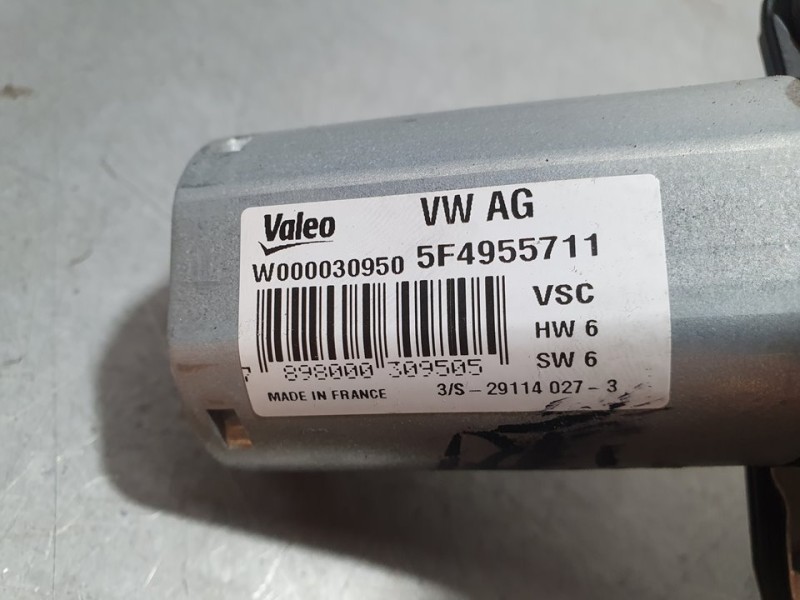 Valeo VW AG
W000030950 5F4955711
VSC
HW 6
SW 6
7 898000 309505
MADE IN FRANCE 3/S - 29114 027 - 3